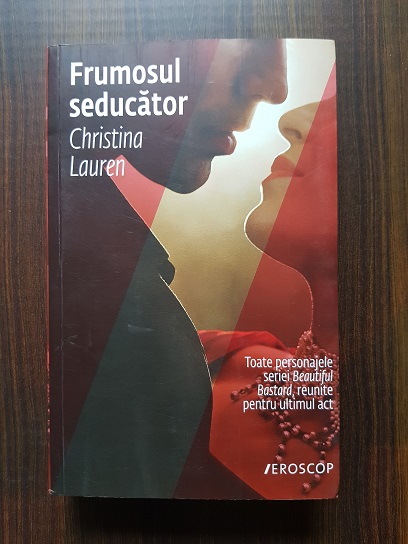 Frumosul
seducător
Christina
Lauren
Toate personajele
seriei Beautiful
Bastard, reunite
pentru ultimul act
/EROSCOP